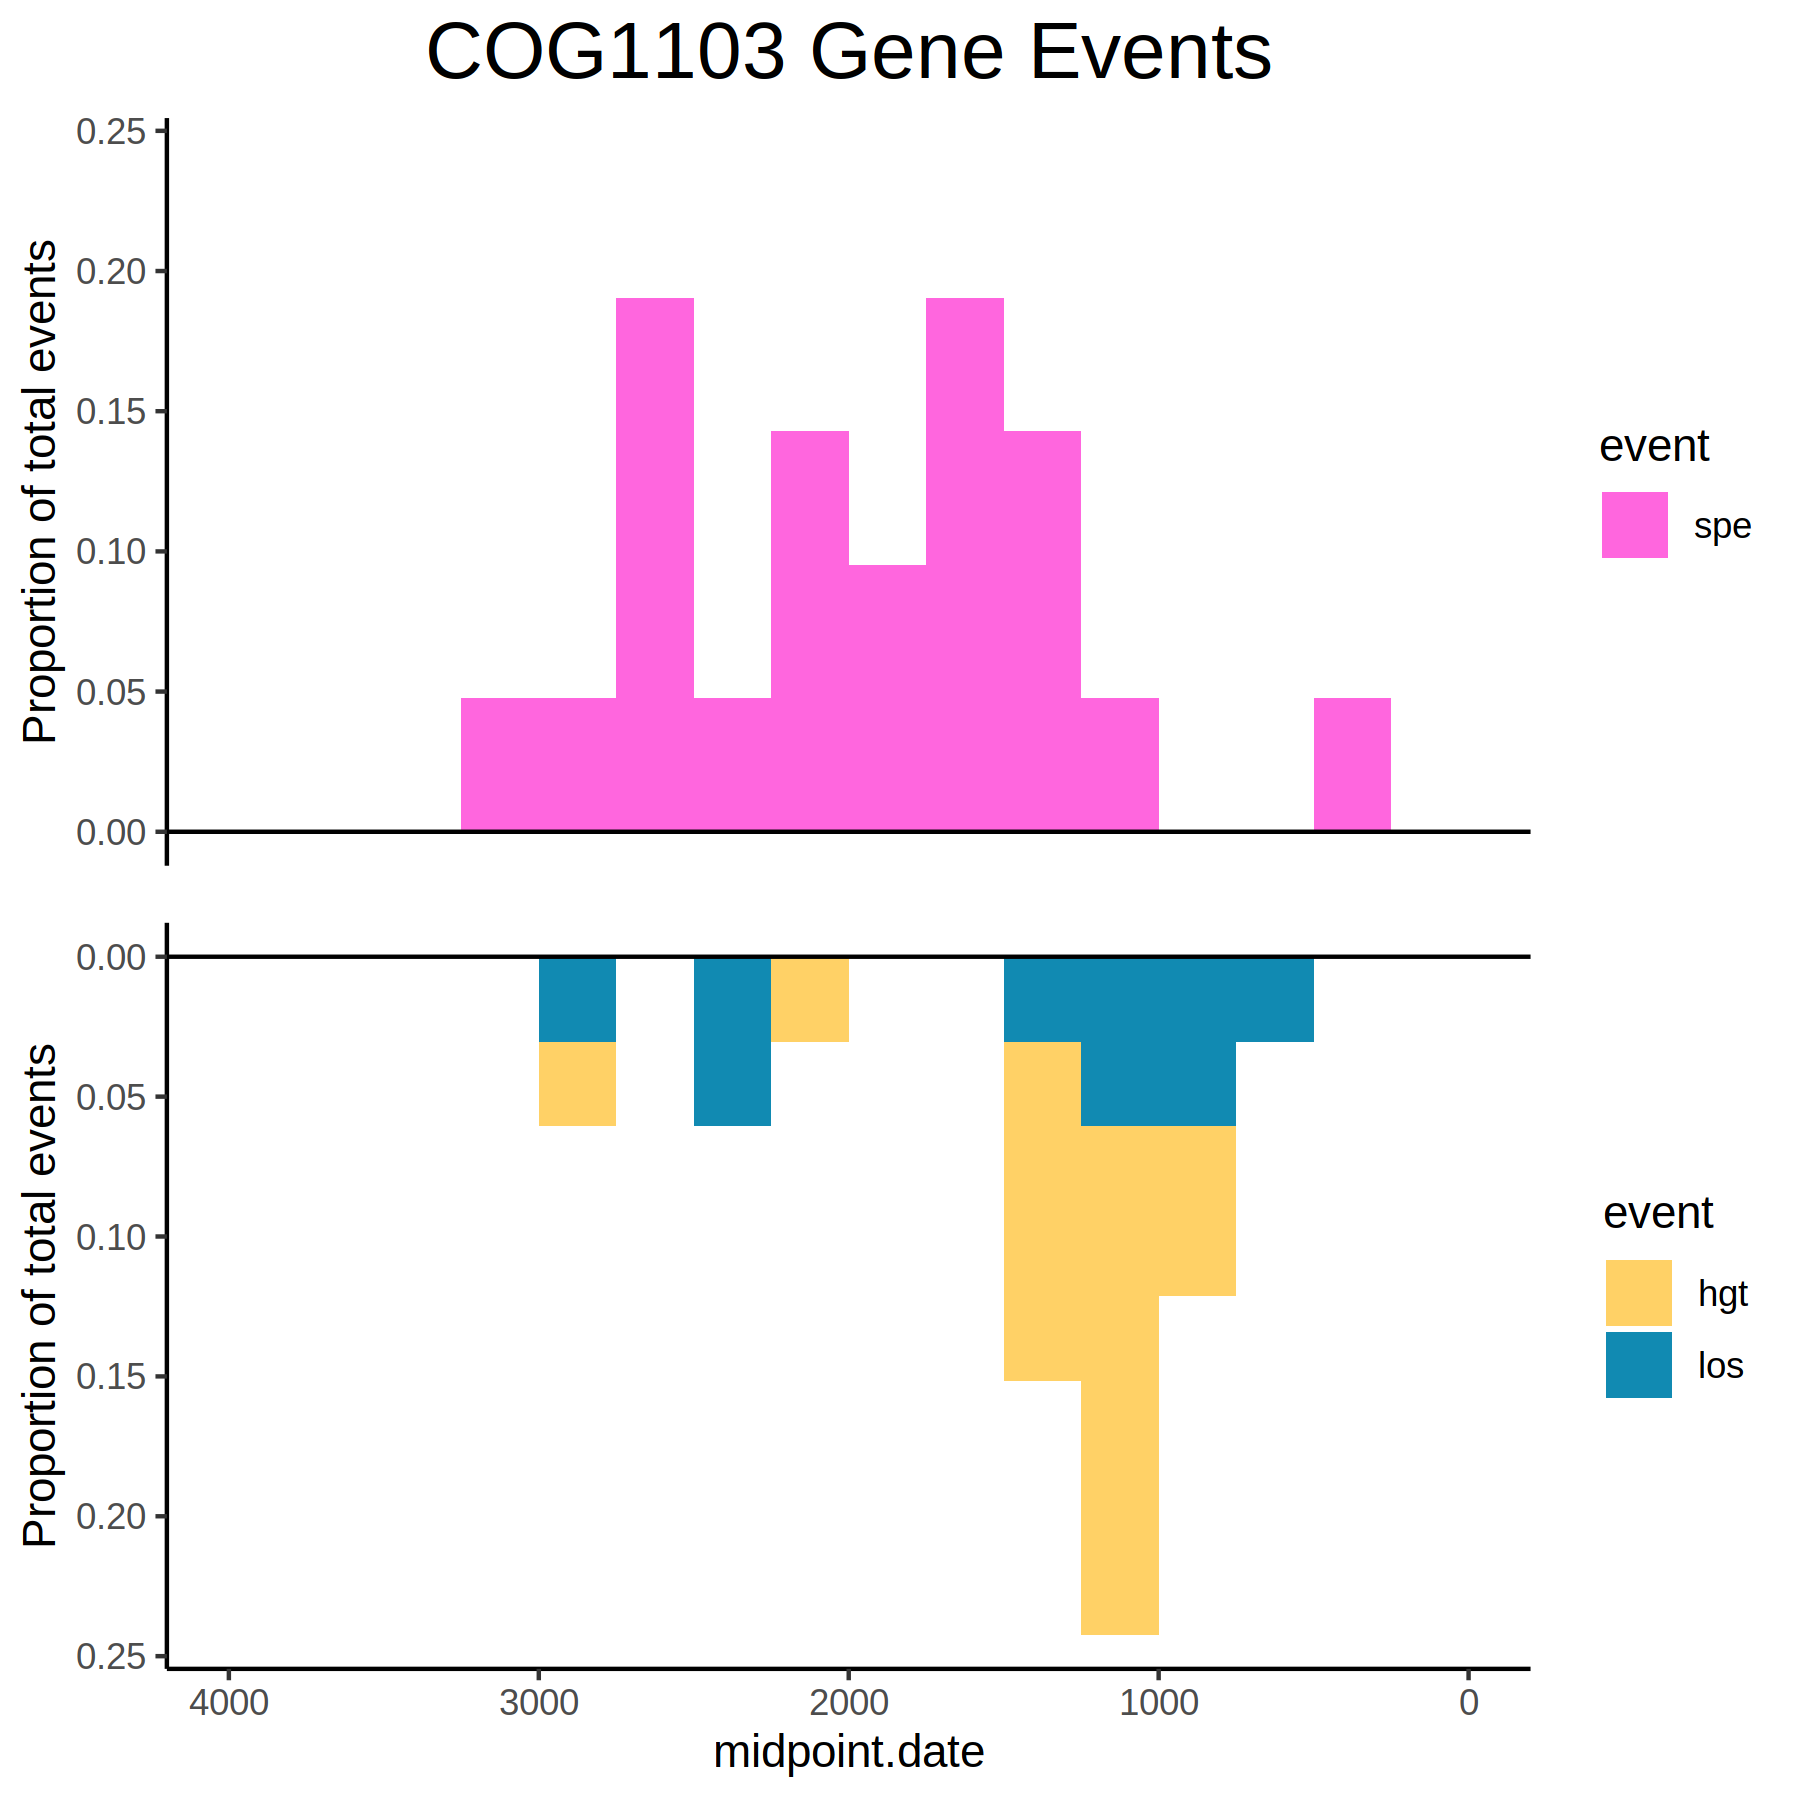 COG1103 Gene Events
0.25
0.20
0.15
0.10
0.05
0.00
Proportion of total events
event
spe
0.00
0.05
0.10
0.15
0.20
0.25
Proportion of total events
event
hgt
los
4000 3000 2000 1000 0
midpoint.date